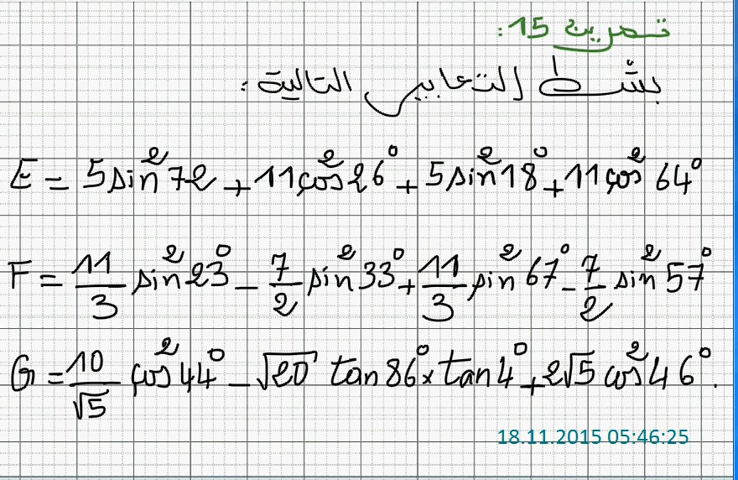 تمرين 15:
بسّط التعابير التالية:
E = 5sin²72 + 11cos²26° + 5sin²18° + 11cos²64°
F = 11/3 sin²23° - 7/2 sin²33° + 11/3 sin²67° - 7/2 sin²57°
G = 10/√5 cos²44° - √20 tan86° × tan4° + 2√5 cos²46°.
18.11.2015 05:46:25